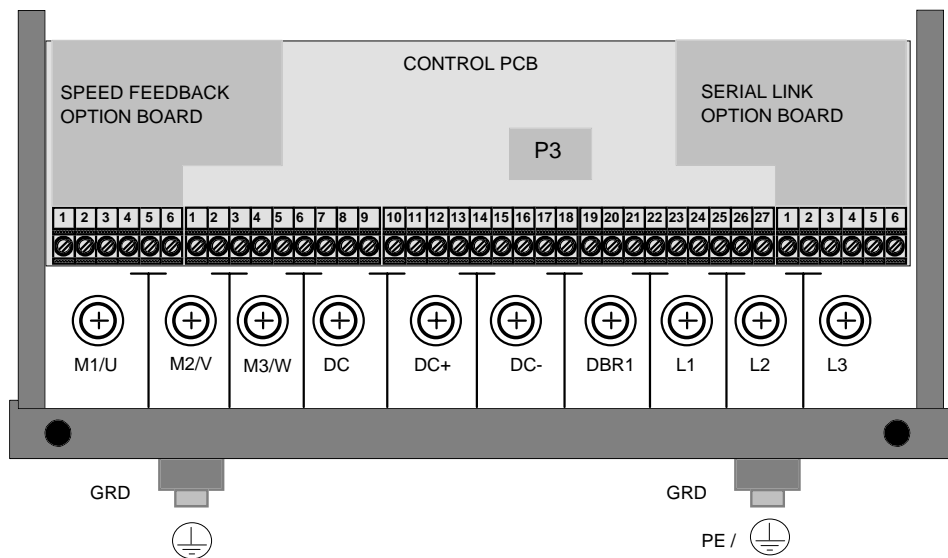 CONTROL PCB
SPEED FEEDBACK
OPTION BOARD
SERIAL LINK
OPTION BOARD
P3
1 2 3 4 5 6 1 2 3 4 5 6 7 8 9 10 11 12 13 14 15 16 17 18 19 20 21 22 23 24 25 26 27 1 2 3 4 5 6
M1/U M2/V M3/W DC DC+ DC- DBR1 L1 L2 L3
GRD GRD
PE /